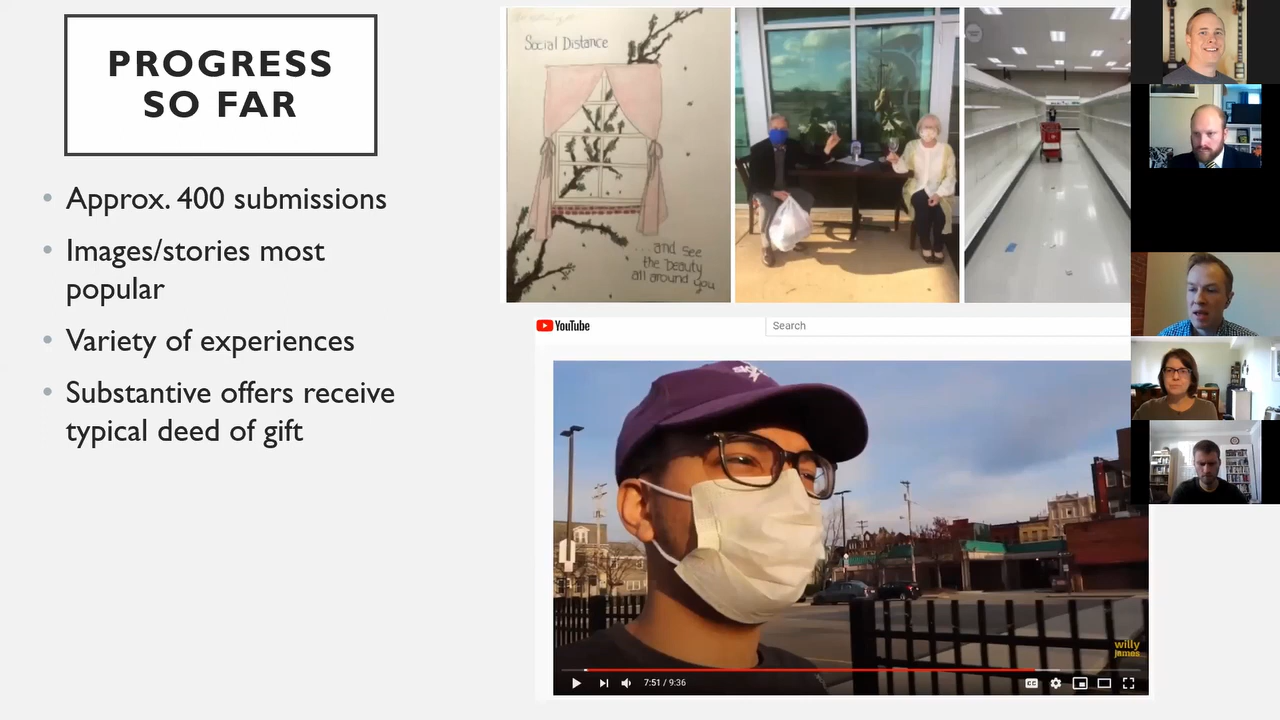 PROGRESS
SO FAR
Approx. 400 submissions
Images/stories most
popular
Variety of experiences
Substantive offers receive
typical deed of gift
Social Distance
...and see
the beauty
all around you
YouTube
Search
7:51 / 9:36
CC
willy
james